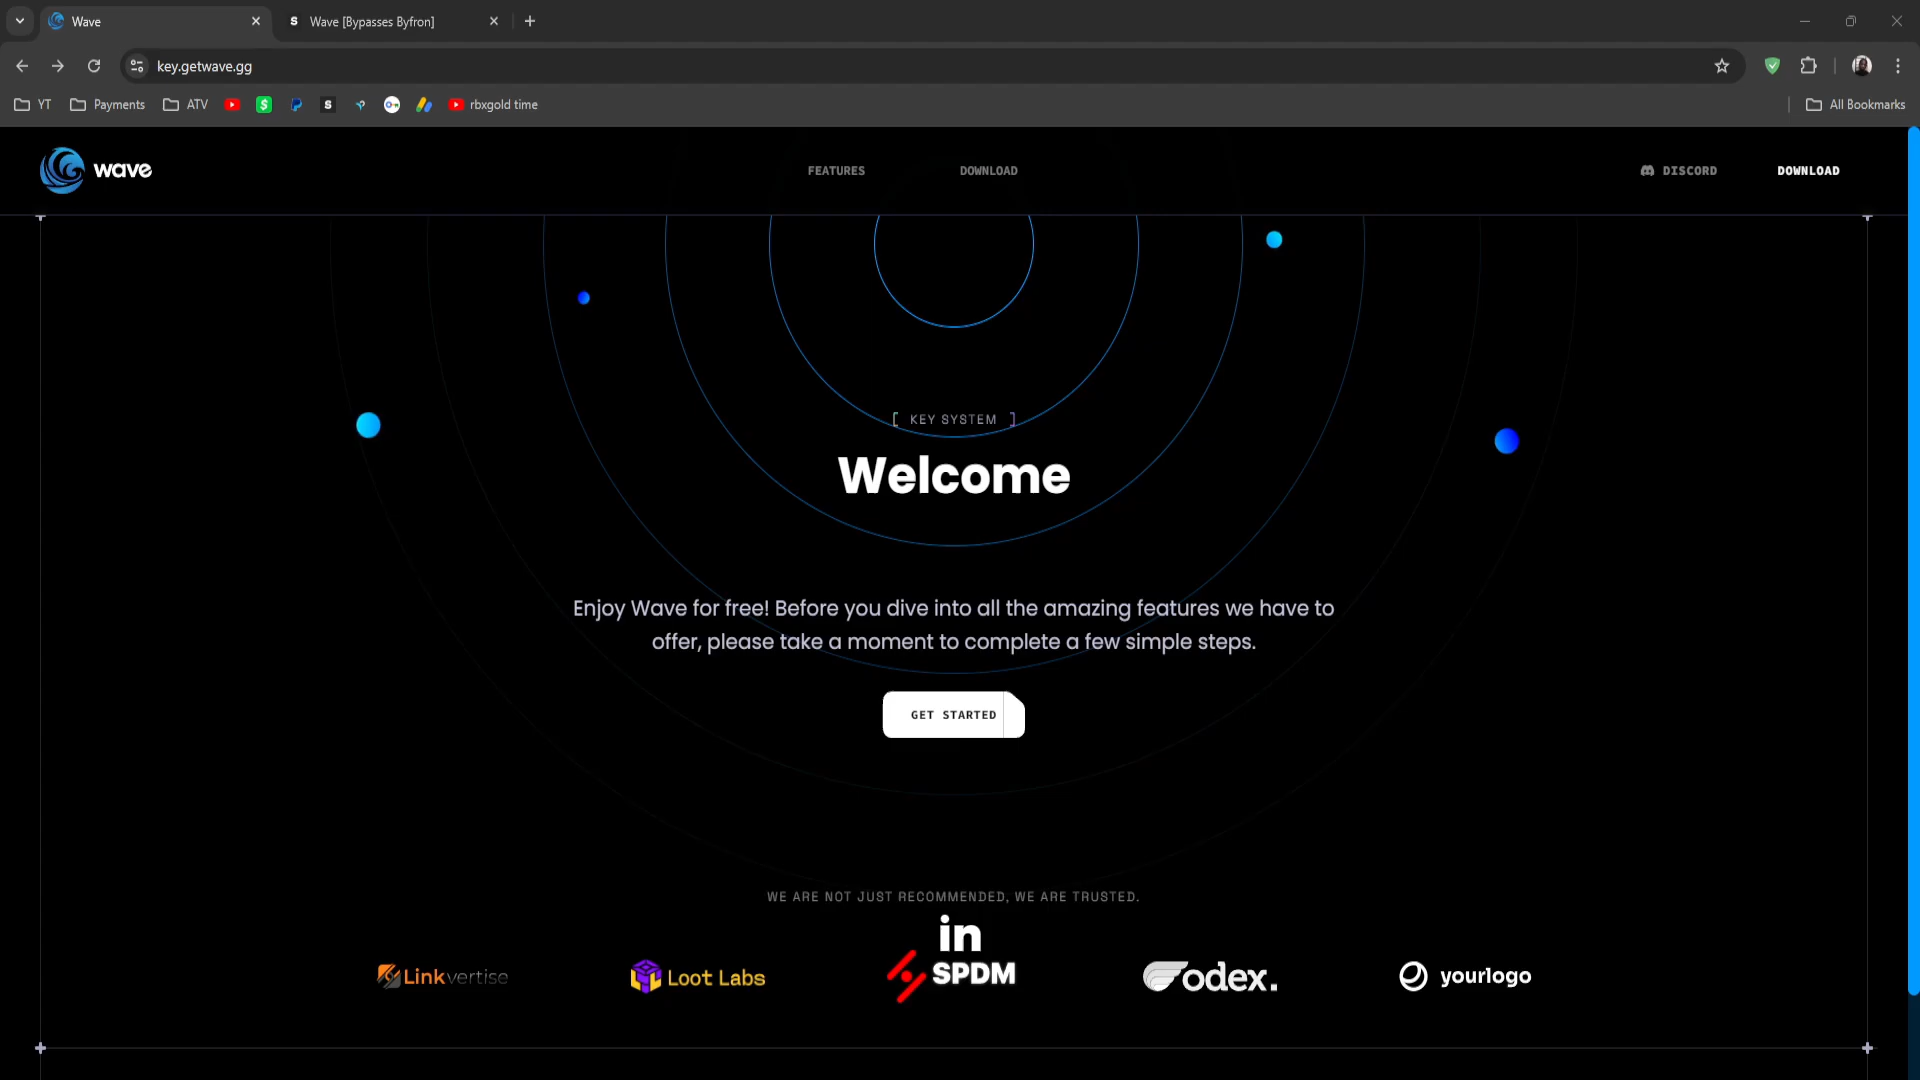 Wave
Wave [Bypasses Byfron]
key.getwave.gg
YT
Payments
ATV
$
S
rbxgold time
All Bookmarks
wave
FEATURES
DOWNLOAD
DISCORD
DOWNLOAD
[ KEY SYSTEM ]
Welcome
Enjoy Wave for free! Before you dive into all the amazing features we have to
offer, please take a moment to complete a few simple steps.
GET STARTED
WE ARE NOT JUST RECOMMENDED, WE ARE TRUSTED.
in
Linkvertise
Loot Labs
SPDM
odex.
yourlogo